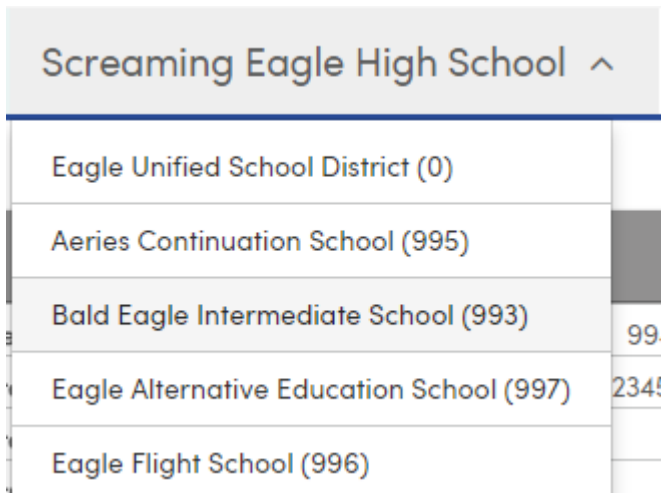 Screaming Eagle High School
Eagle Unified School District (0)
Aeries Continuation School (995)
Bald Eagle Intermediate School (993)
Eagle Alternative Education School (997)
2345
Eagle Flight School (996)